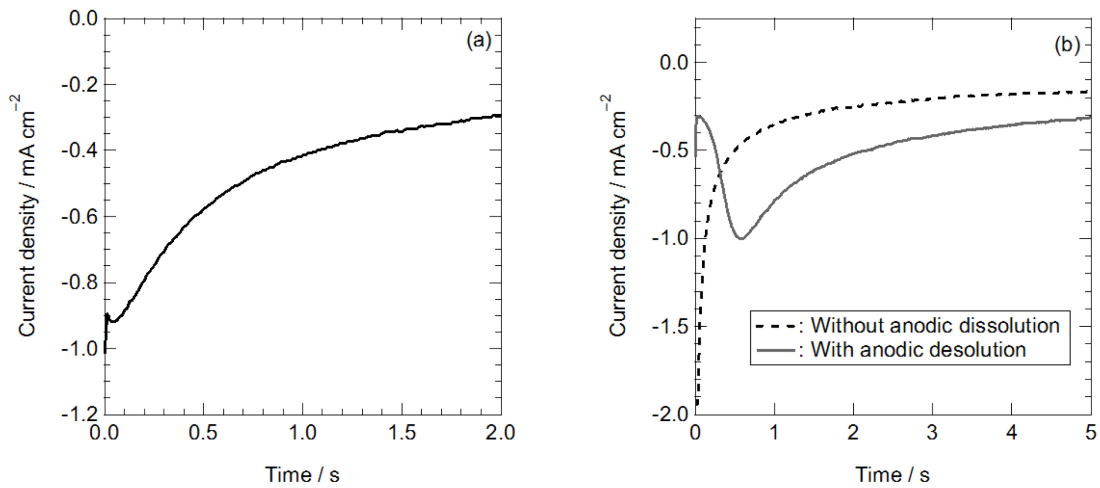 (a)
0.0
-0.2
-0.4
-0.6
-0.8
-1.0
-1.2
Current density / mA cm⁻²
0.0 0.5 1.0 1.5 2.0
Time / s
(b)
0.0
-0.5
-1.0
-1.5
-2.0
Current density / mA cm⁻²
: Without anodic dissolution
: With anodic desolution
0 1 2 3 4 5
Time / s